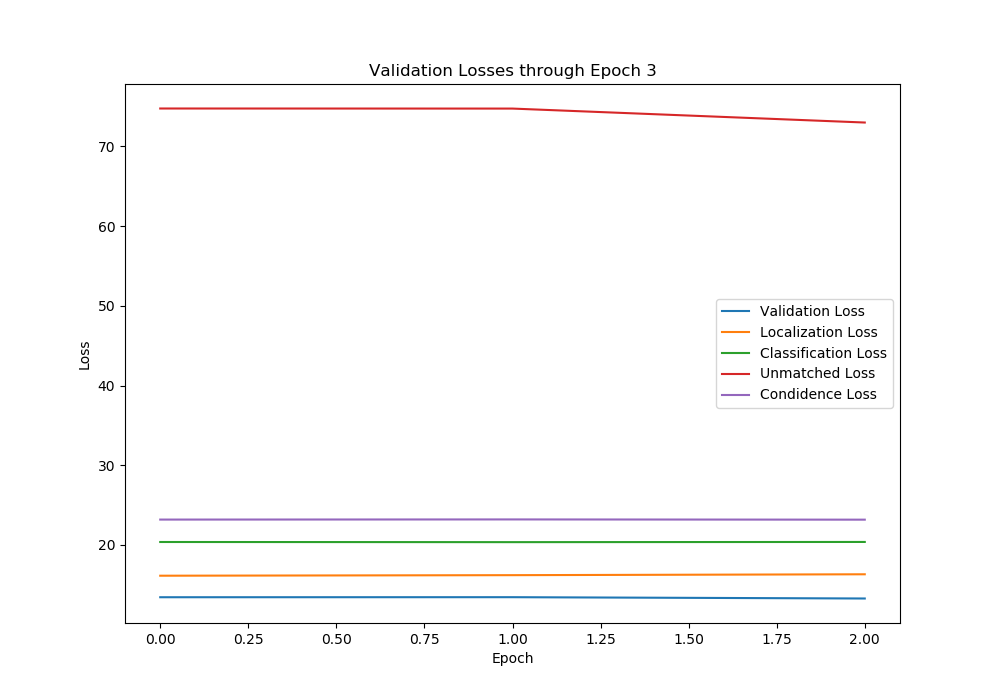 Validation Losses through Epoch 3
Loss
70
60
50
40
30
20
Validation Loss
Localization Loss
Classification Loss
Unmatched Loss
Condidence Loss
0.00 0.25 0.50 0.75 1.00 1.25 1.50 1.75 2.00
Epoch